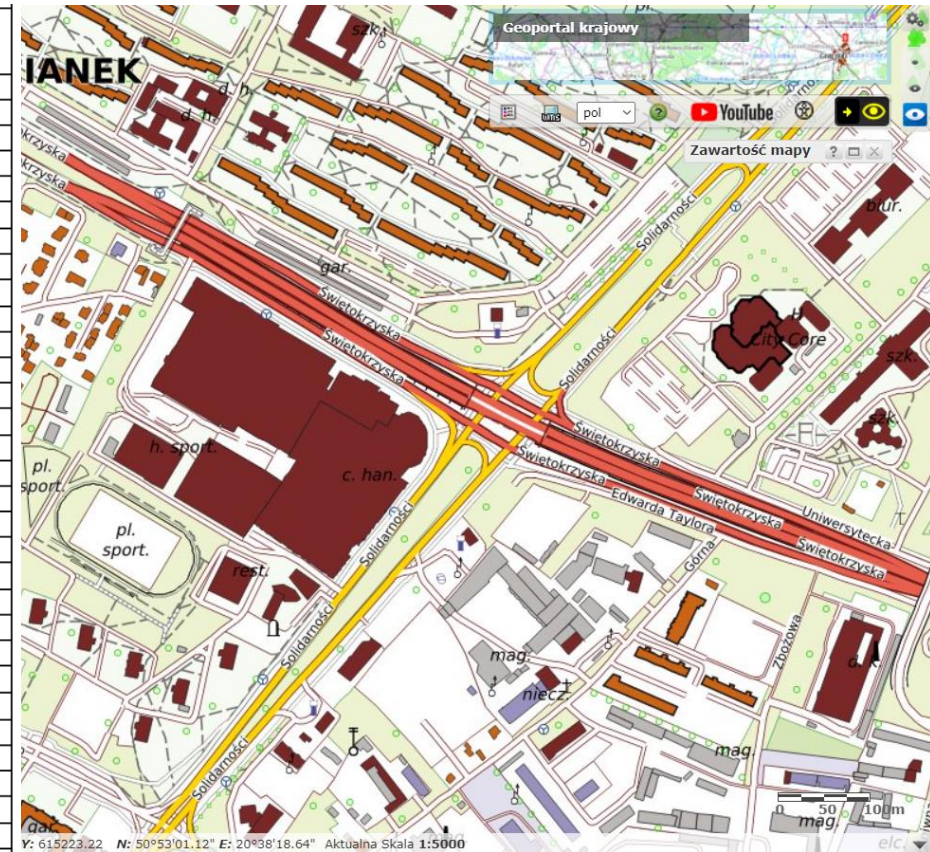 Geoportal krajowy
pol
YouTube
Zawartość mapy
IANEK
szk.
d. h.
d. h.
Solidarności
biur.
gar.
Świętokrzyska
Świętokrzyska
Solidarności
Solidarności
City Core
H
szk.
szk.
h. sport.
c. han.
pl.
sport.
pl.
sport.
Świętokrzyska
Świętokrzyska
Edwarda Taylora
Świętokrzyska
Uniwersytecka
Świętokrzyska
Solidarności
Górna
rest.
Solidarności
Zbożowa
mag.
niecz.
mag.
Solidarności
0 50 100m
mag.
gar.
Y: 615223.22 N: 50°53'01.12" E: 20°38'18.64" Aktualna Skala 1:5000
elc.